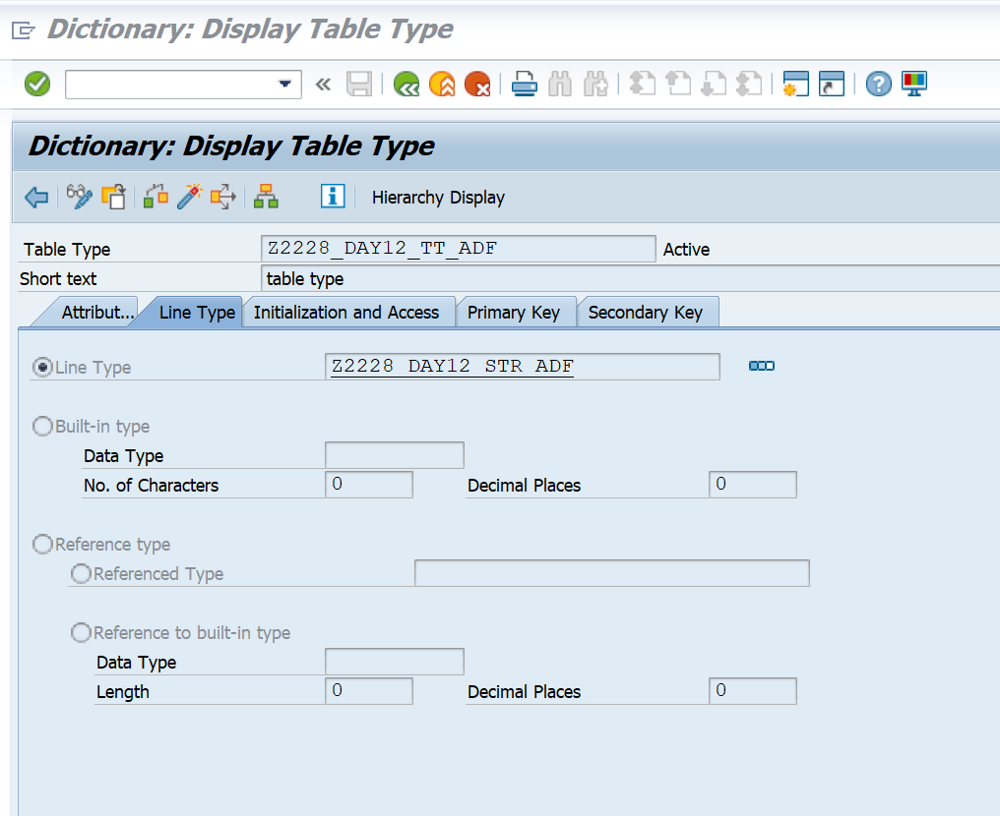 Dictionary: Display Table Type
Dictionary: Display Table Type
Hierarchy Display
Table Type Z2228_DAY12_TT_ADF Active
Short text table type
Attribut... Line Type Initialization and Access Primary Key Secondary Key
Line Type Z2228_DAY12_STR_ADF
Built-in type
Data Type
No. of Characters 0 Decimal Places 0
Reference type
Referenced Type
Reference to built-in type
Data Type
Length 0 Decimal Places 0